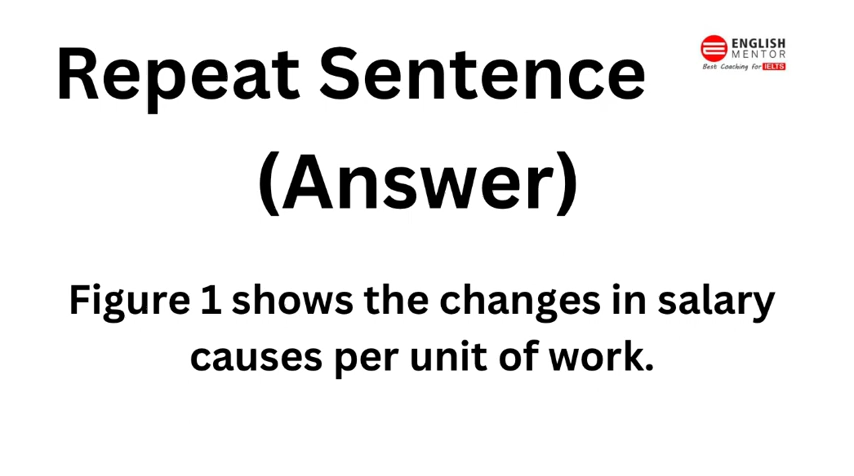 Repeat Sentence
ENGLISH
MENTOR
Best Coaching for IELTS
(Answer)
Figure 1 shows the changes in salary
causes per unit of work.